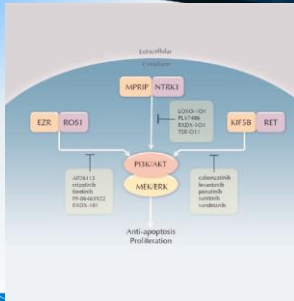 Extracellular
Cytoplasm
MPRIP NTRK1
LOXO-101
PLX7486
RXDX-101
TSR-011
EZR ROS1
KIF5B RET
PI3K/AKT
MEK/ERK
AP26113
crizotinib
foretinib
PF-06463922
RXDX-101
cabozantinib
lenvatinib
ponatinib
sunitinib
vandetanib
Anti-apoptosis
Proliferation